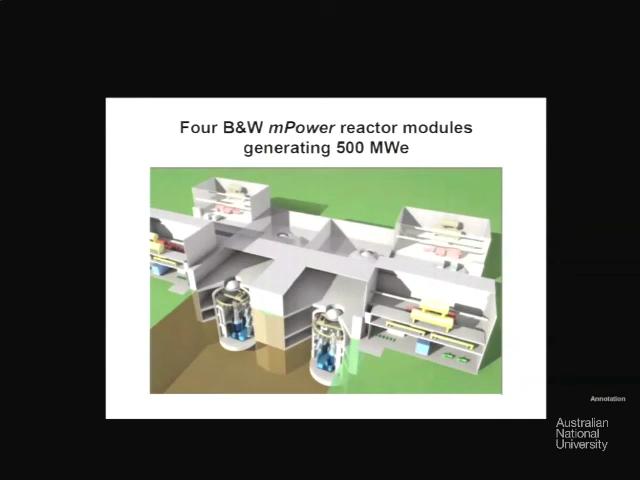 Four B&W mPower reactor modules
generating 500 MWe
Annotation
Australian
National
University